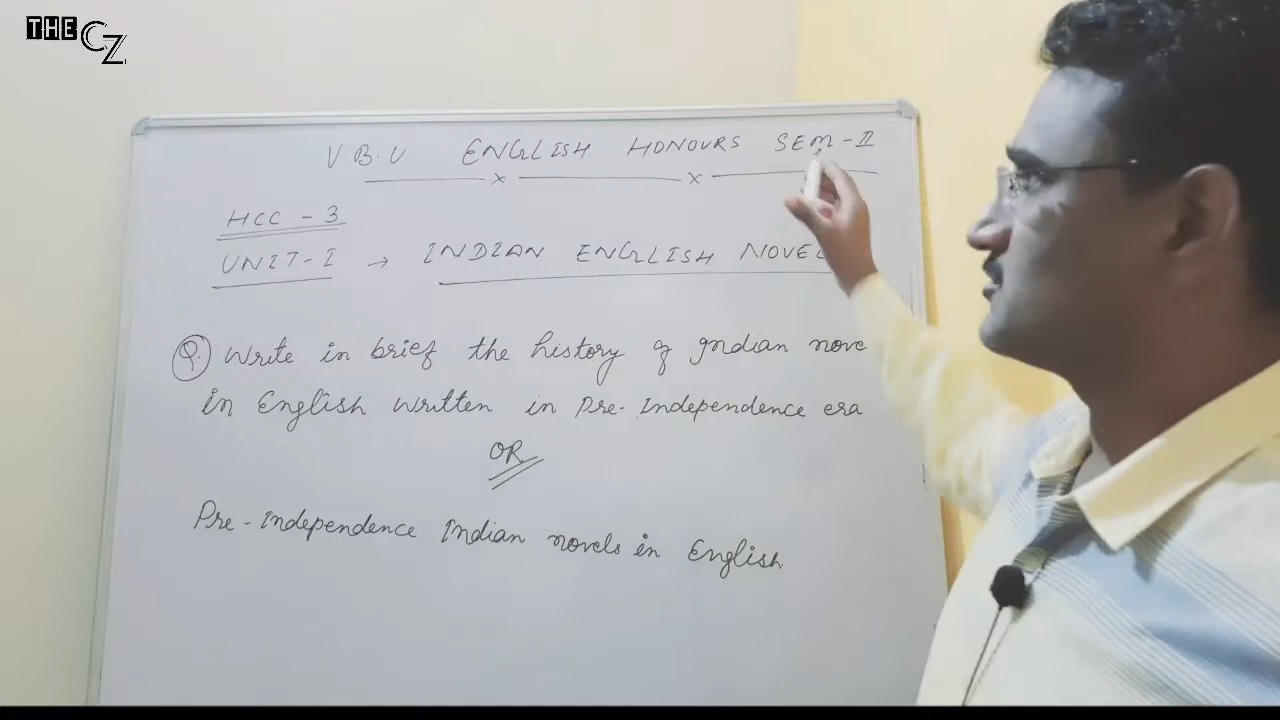 THE CZ
V.B.U ENGLISH HONOURS SEM-II
HCC - 3
UNIT-I → INDIAN ENGLISH NOVEL
Q. Write in brief the history of Indian nove
in English written in Pre-Independence era.
OR
Pre-Independence Indian novels in English.